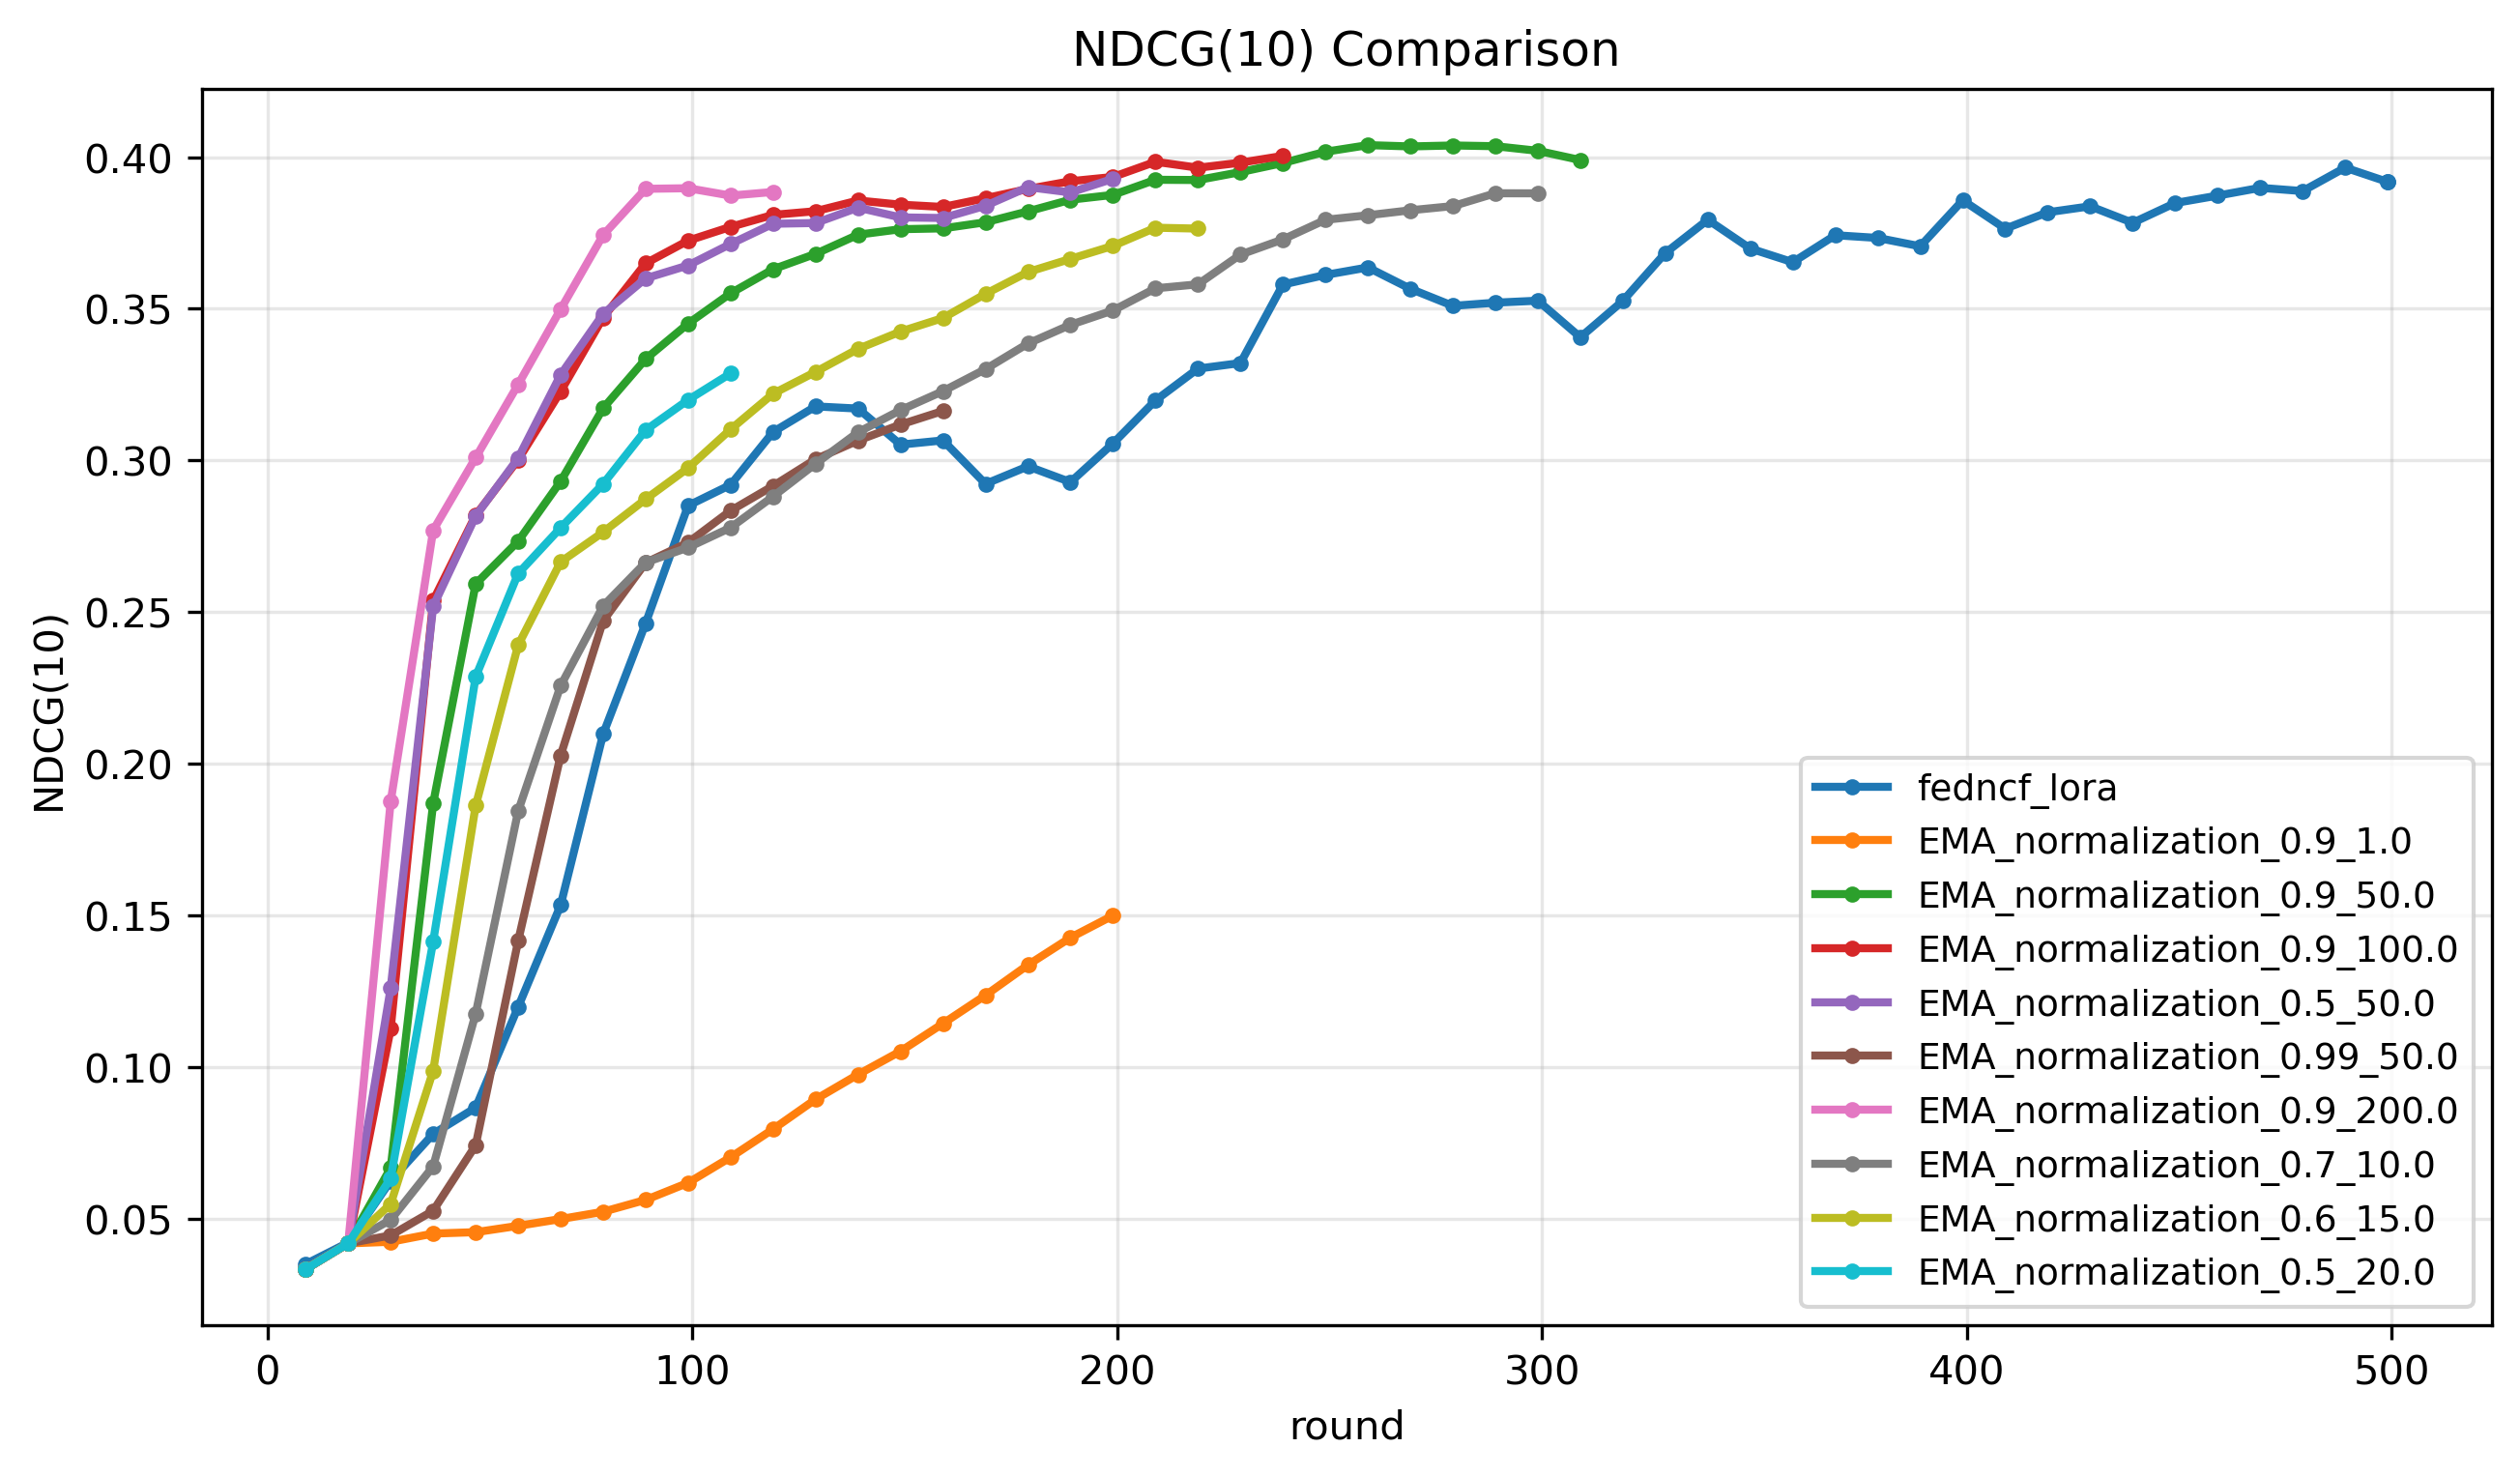 NDCG(10) Comparison
NDCG(10)
0.40
0.35
0.30
0.25
0.20
0.15
0.10
0.05
0
100
200
300
400
500
round
fedncf_lora
EMA_normalization_0.9_1.0
EMA_normalization_0.9_50.0
EMA_normalization_0.9_100.0
EMA_normalization_0.5_50.0
EMA_normalization_0.99_50.0
EMA_normalization_0.9_200.0
EMA_normalization_0.7_10.0
EMA_normalization_0.6_15.0
EMA_normalization_0.5_20.0